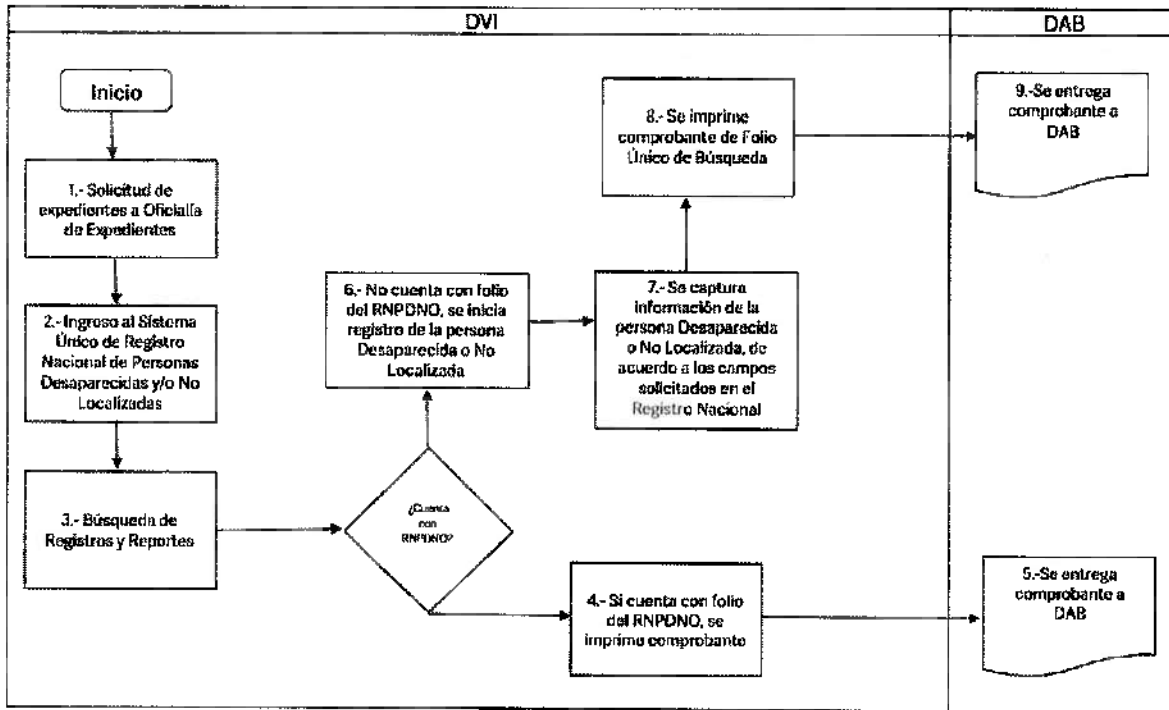 DVI
DAB
Inicio
1.- Solicitud de
expedientes a Oficialía
de Expedientes
2.- Ingreso al Sistema
Único de Registro
Nacional de Personas
Desaparecidas y/o No
Localizadas
3.- Búsqueda de
Registros y Reportes
¿Cuenta
con
RNPDNO?
4.- Si cuenta con folio
del RNPDNO, se
imprime comprobante
5.-Se entrega
comprobante a
DAB
6.- No cuenta con folio
del RNPDNO, se inicia
registro de la persona
Desaparecida o No
Localizada
7.- Se captura
información de la
persona Desaparecida
o No Localizada, de
acuerdo a los campos
solicitados en el
Registro Nacional
8.- Se imprime
comprobante de Folio
Único de Búsqueda
9.-Se entrega
comprobante a
DAB